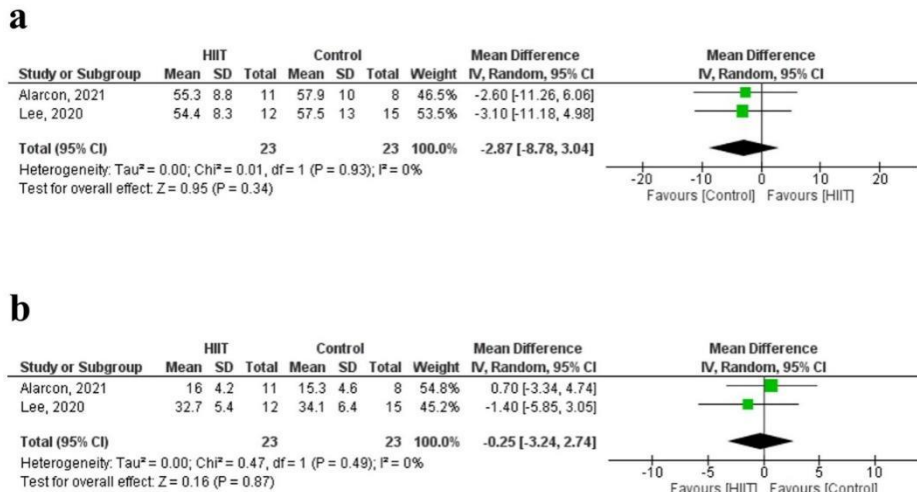 a
HIIT Control Mean Difference Mean Difference
Study or Subgroup Mean SD Total Mean SD Total Weight IV, Random, 95% CI IV, Random, 95% CI
Alarcon, 2021 55.3 8.8 11 57.9 10 8 46.5% -2.60 [-11.26, 6.06]
Lee, 2020 54.4 8.3 12 57.5 13 15 53.5% -3.10 [-11.18, 4.98]
Total (95% CI) 23 23 100.0% -2.87 [-8.78, 3.04]
Heterogeneity: Tau² = 0.00; Chi² = 0.01, df = 1 (P = 0.93); I² = 0%
Test for overall effect: Z = 0.95 (P = 0.34)
-20 -10 0 10 20
Favours [Control] Favours [HIIT]
b
HIIT Control Mean Difference Mean Difference
Study or Subgroup Mean SD Total Mean SD Total Weight IV, Random, 95% CI IV, Random, 95% CI
Alarcon, 2021 16 4.2 11 15.3 4.6 8 54.8% 0.70 [-3.34, 4.74]
Lee, 2020 32.7 5.4 12 34.1 6.4 15 45.2% -1.40 [-5.85, 3.05]
Total (95% CI) 23 23 100.0% -0.25 [-3.24, 2.74]
Heterogeneity: Tau² = 0.00; Chi² = 0.47, df = 1 (P = 0.49); I² = 0%
Test for overall effect: Z = 0.16 (P = 0.87)
-10 -5 0 5 10
Favours [HIIT] Favours [Control]